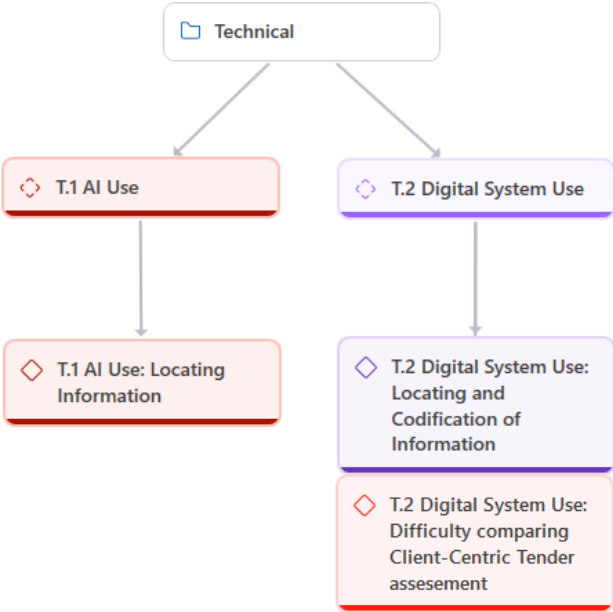 Technical
T.1 AI Use
T.2 Digital System Use
T.1 AI Use: Locating
Information
T.2 Digital System Use:
Locating and
Codification of
Information
T.2 Digital System Use:
Difficulty comparing
Client-Centric Tender
assesement